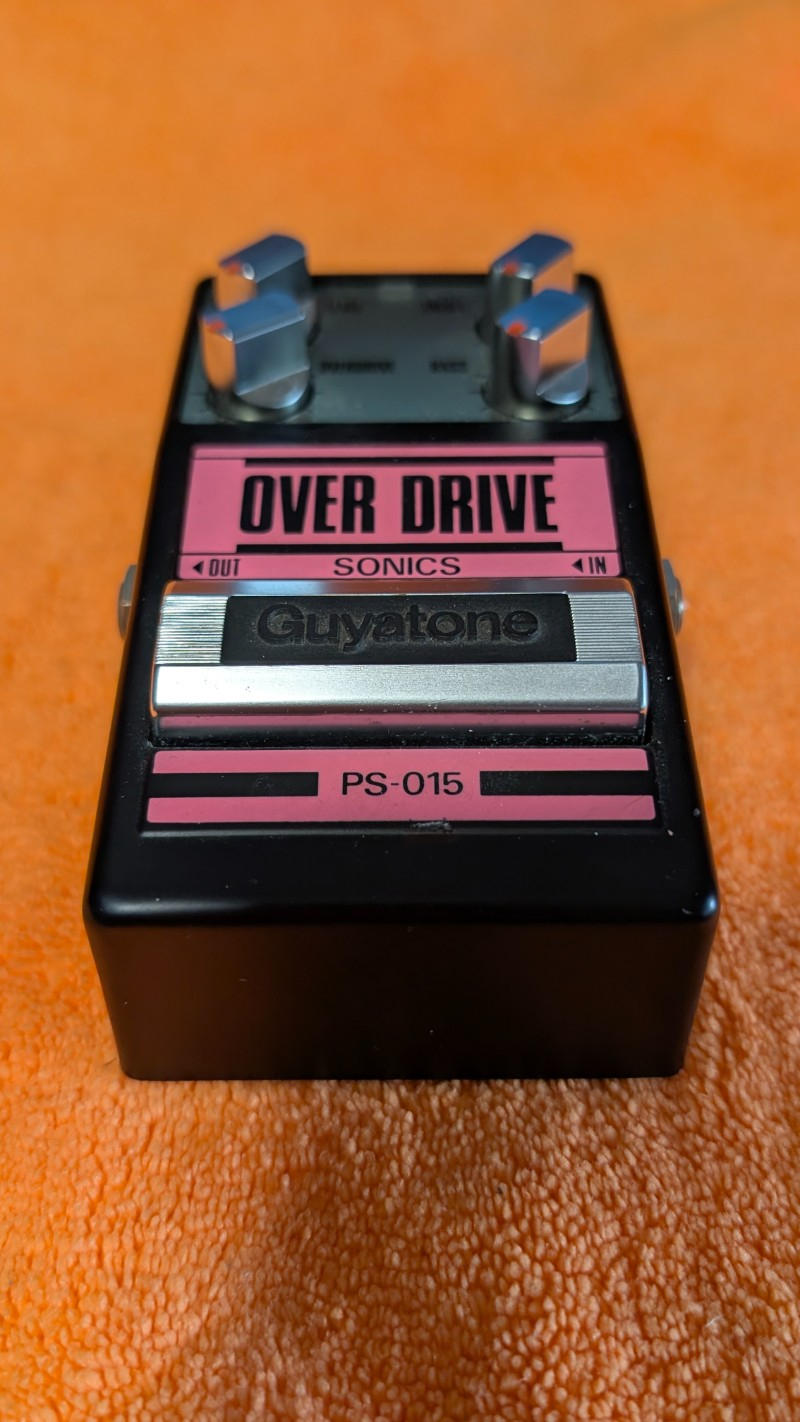 OVER DRIVE
◄OUT SONICS ◄IN
Guyatone
PS-015